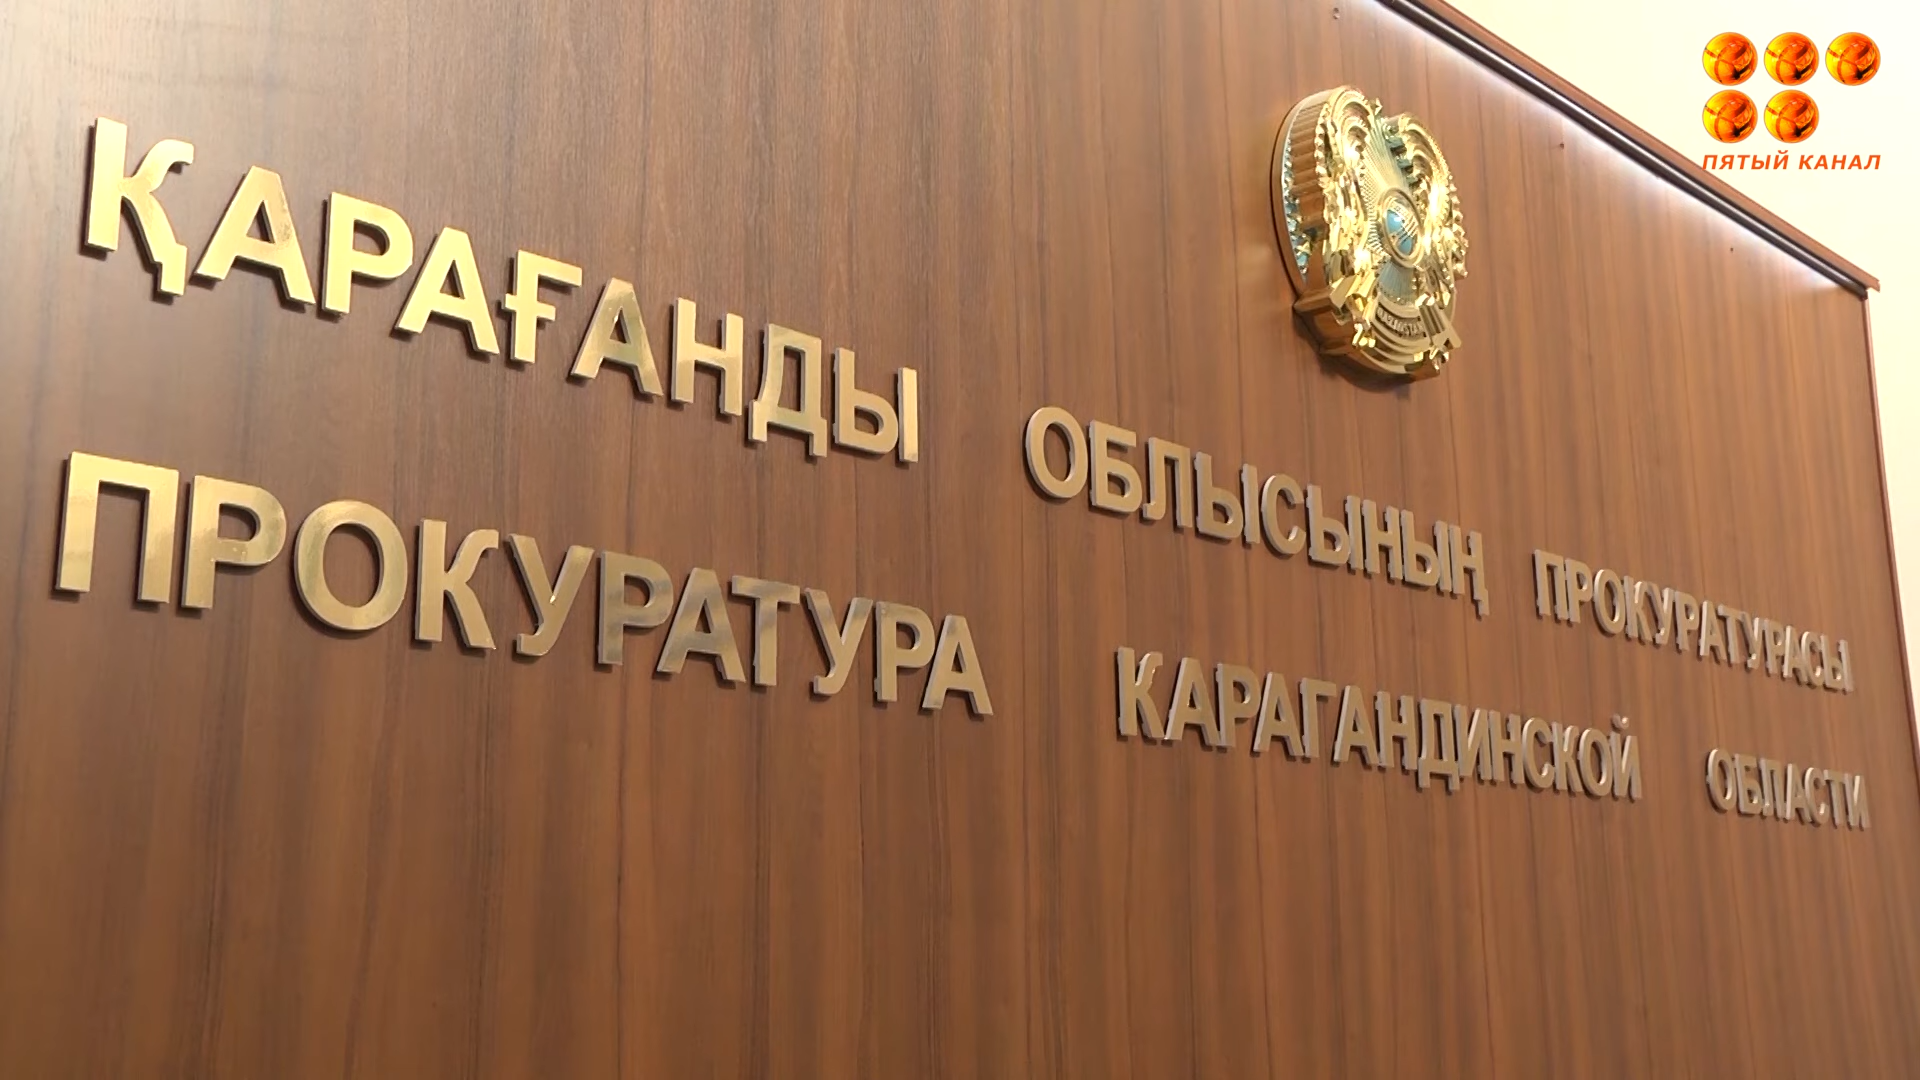 ҚАРАҒАНДЫ ОБЛЫСЫНЫҢ ПРОКУРАТУРАСЫ
ПРОКУРАТУРА КАРАГАНДИНСКОЙ ОБЛАСТИ
ПЯТЫЙ КАНАЛ